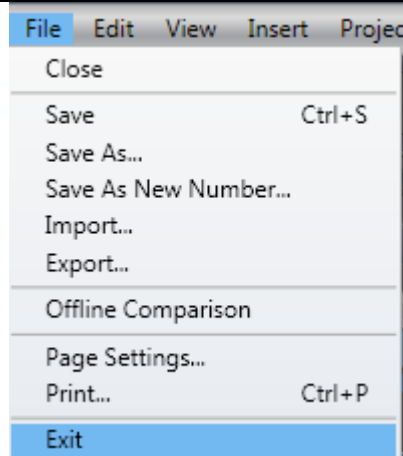 File Edit View Insert Projec
Close
Save Ctrl+S
Save As...
Save As New Number...
Import...
Export...
Offline Comparison
Page Settings...
Print... Ctrl+P
Exit